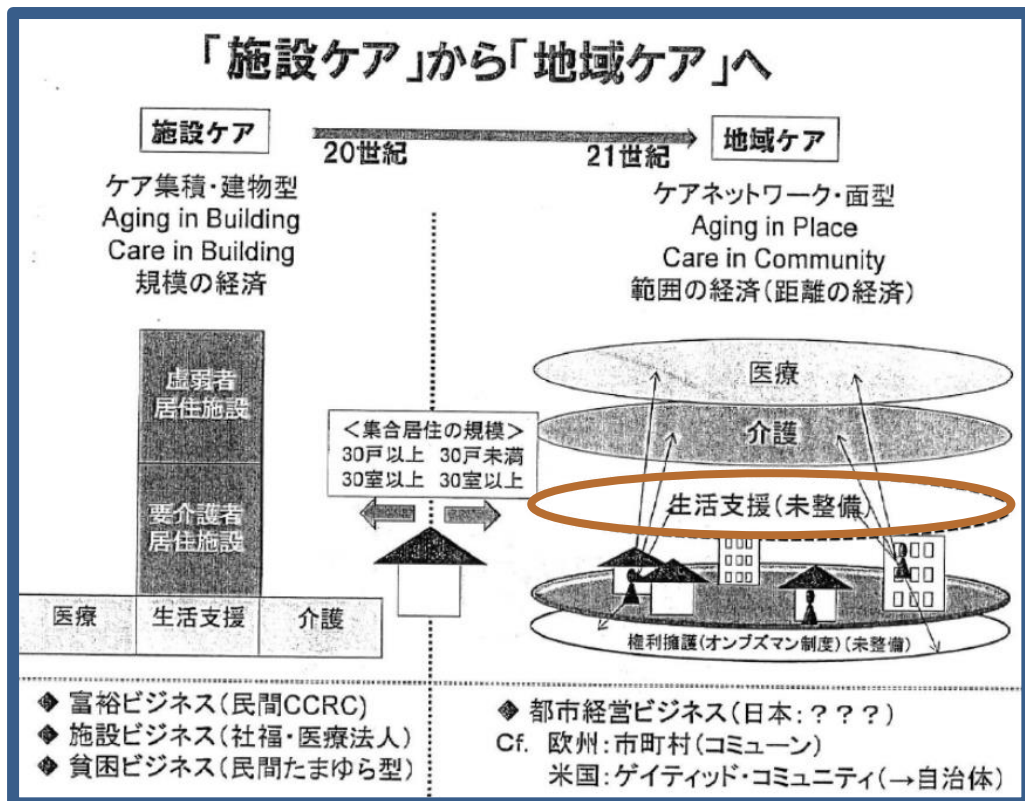 「施設ケア」から「地域ケア」へ
施設ケア
20世紀
21世紀
地域ケア
ケア集積・建物型
Aging in Building
Care in Building
規模の経済
ケアネットワーク・面型
Aging in Place
Care in Community
範囲の経済(距離の経済)
虚弱者
居住施設
要介護者
居住施設
医療
生活支援
介護
<集合居住の規模>
30戸以上 30戸未満
30室以上 30室以上
医療
介護
生活支援(未整備)
権利擁護(オンブズマン制度)(未整備)
◆ 富裕ビジネス(民間CCRC)
◆ 施設ビジネス(社福・医療法人)
◆ 貧困ビジネス(民間たまゆら型)
◆ 都市経営ビジネス(日本:???)
Cf. 欧州:市町村(コミューン)
米国:ゲイティッド・コミュニティ(→自治体)